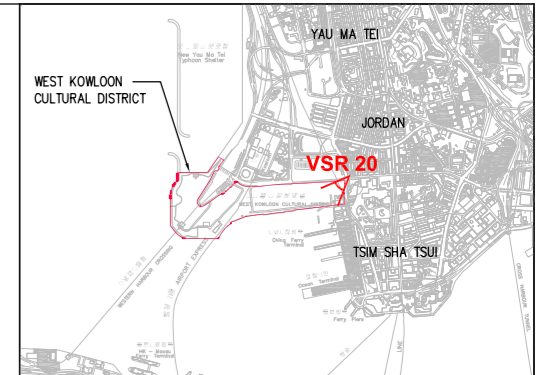 YAU MA TEI
New Yau Ma Tei
Typhoon Shelter
WEST KOWLOON
CULTURAL DISTRICT
JORDAN
VSR 20
WEST KOWLOON CULTURAL DISTRICT
China Ferry
Terminal
TSIM SHA TSUI
WESTERN HARBOUR CROSSING
AIRPORT EXPRESS
Ocean Terminal
CROSS HARBOUR TUNNEL
Ferry Piers
LINE
HK - Macau
Ferry Terminal